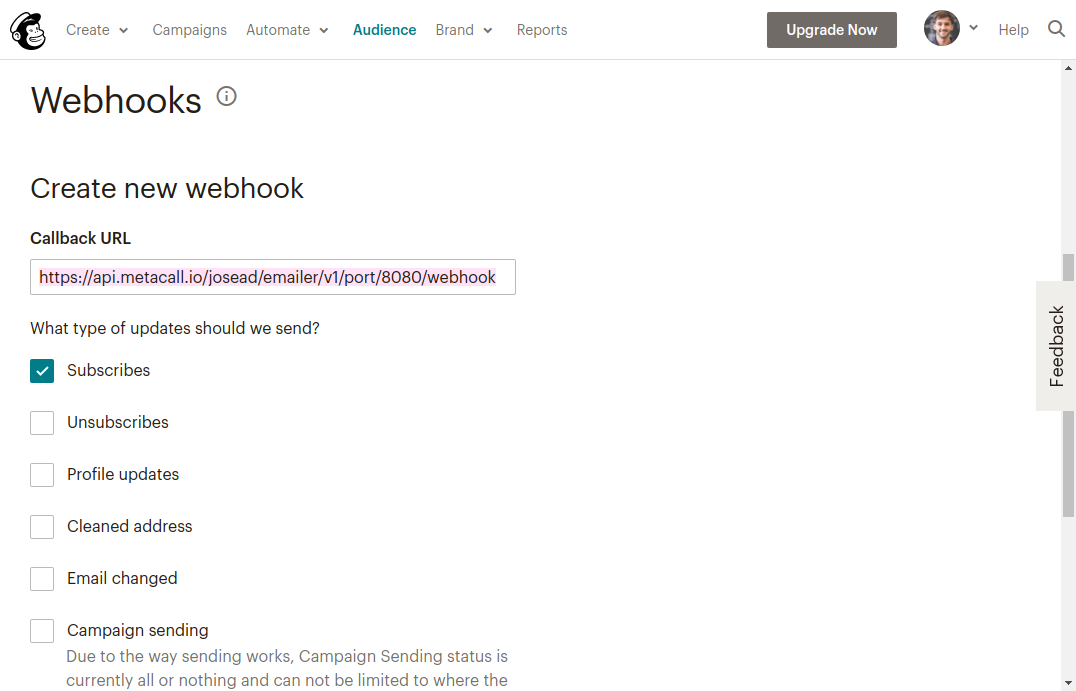 Create Campaigns Automate Audience Brand Reports Upgrade Now Help
Webhooks
Create new webhook
Callback URL
https://api.metacall.io/josead/emailer/v1/port/8080/webhook
What type of updates should we send?
Subscribes
Unsubscribes
Profile updates
Cleaned address
Email changed
Campaign sending
Due to the way sending works, Campaign Sending status is
currently all or nothing and can not be limited to where the
Feedback